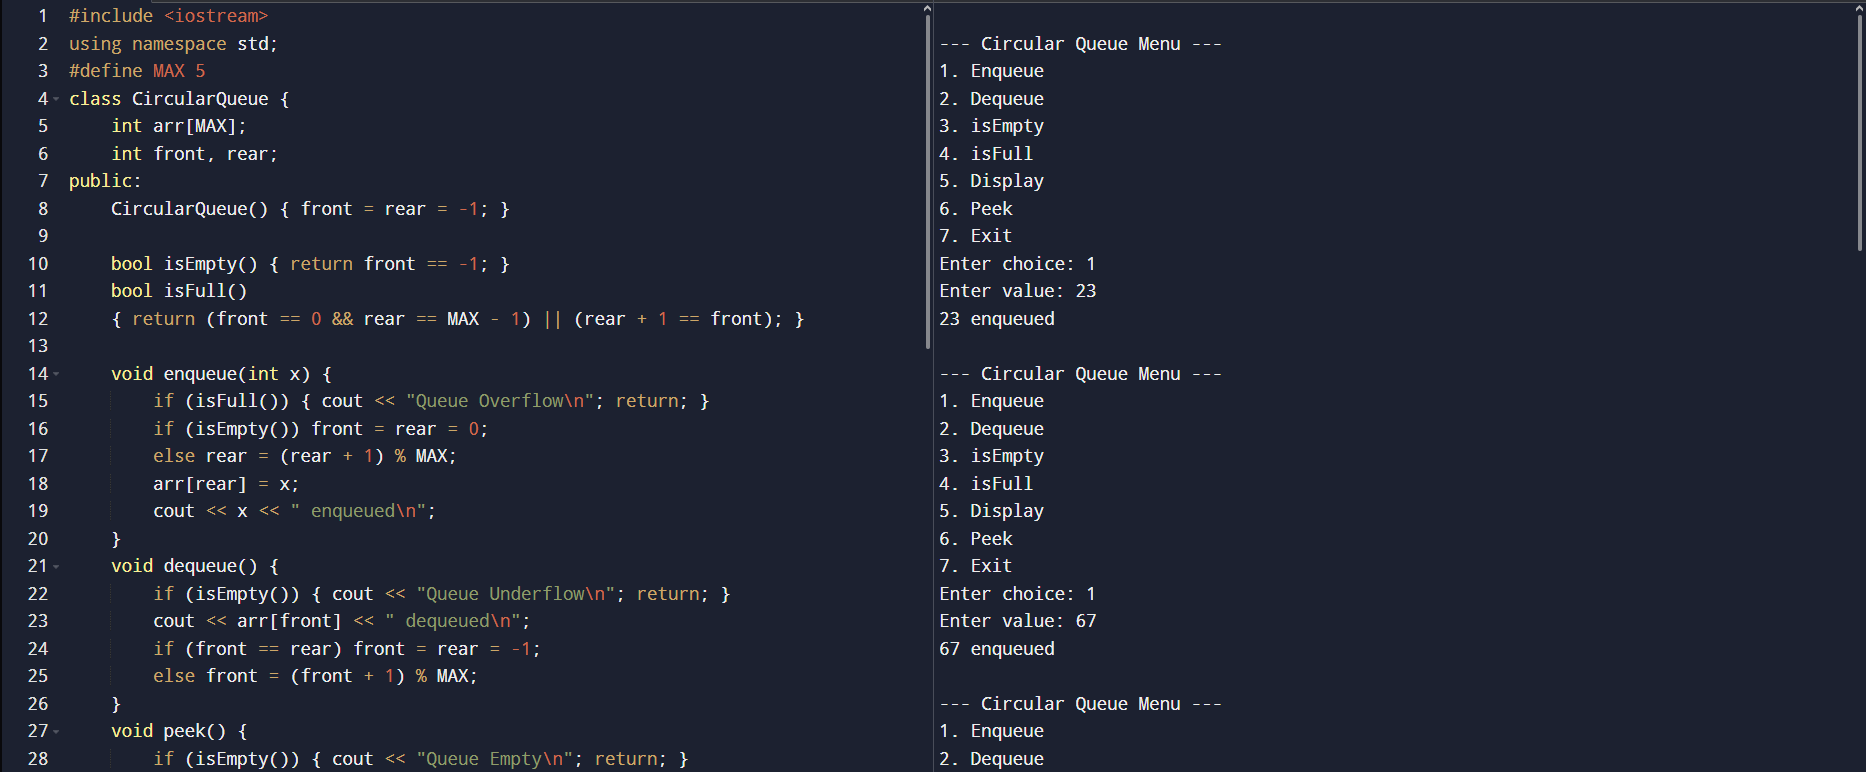 1 #include <iostream>
2 using namespace std;
3 #define MAX 5
4 class CircularQueue {
5     int arr[MAX];
6     int front, rear;
7 public:
8     CircularQueue() { front = rear = -1; }
9
10     bool isEmpty() { return front == -1; }
11     bool isFull()
12     { return (front == 0 && rear == MAX - 1) || (rear + 1 == front); }
13
14     void enqueue(int x) {
15         if (isFull()) { cout << "Queue Overflow\n"; return; }
16         if (isEmpty()) front = rear = 0;
17         else rear = (rear + 1) % MAX;
18         arr[rear] = x;
19         cout << x << " enqueued\n";
20     }
21     void dequeue() {
22         if (isEmpty()) { cout << "Queue Underflow\n"; return; }
23         cout << arr[front] << " dequeued\n";
24         if (front == rear) front = rear = -1;
25         else front = (front + 1) % MAX;
26     }
27     void peek() {
28         if (isEmpty()) { cout << "Queue Empty\n"; return; }
--- Circular Queue Menu ---
1. Enqueue
2. Dequeue
3. isEmpty
4. isFull
5. Display
6. Peek
7. Exit
Enter choice: 1
Enter value: 23
23 enqueued

--- Circular Queue Menu ---
1. Enqueue
2. Dequeue
3. isEmpty
4. isFull
5. Display
6. Peek
7. Exit
Enter choice: 1
Enter value: 67
67 enqueued

--- Circular Queue Menu ---
1. Enqueue
2. Dequeue